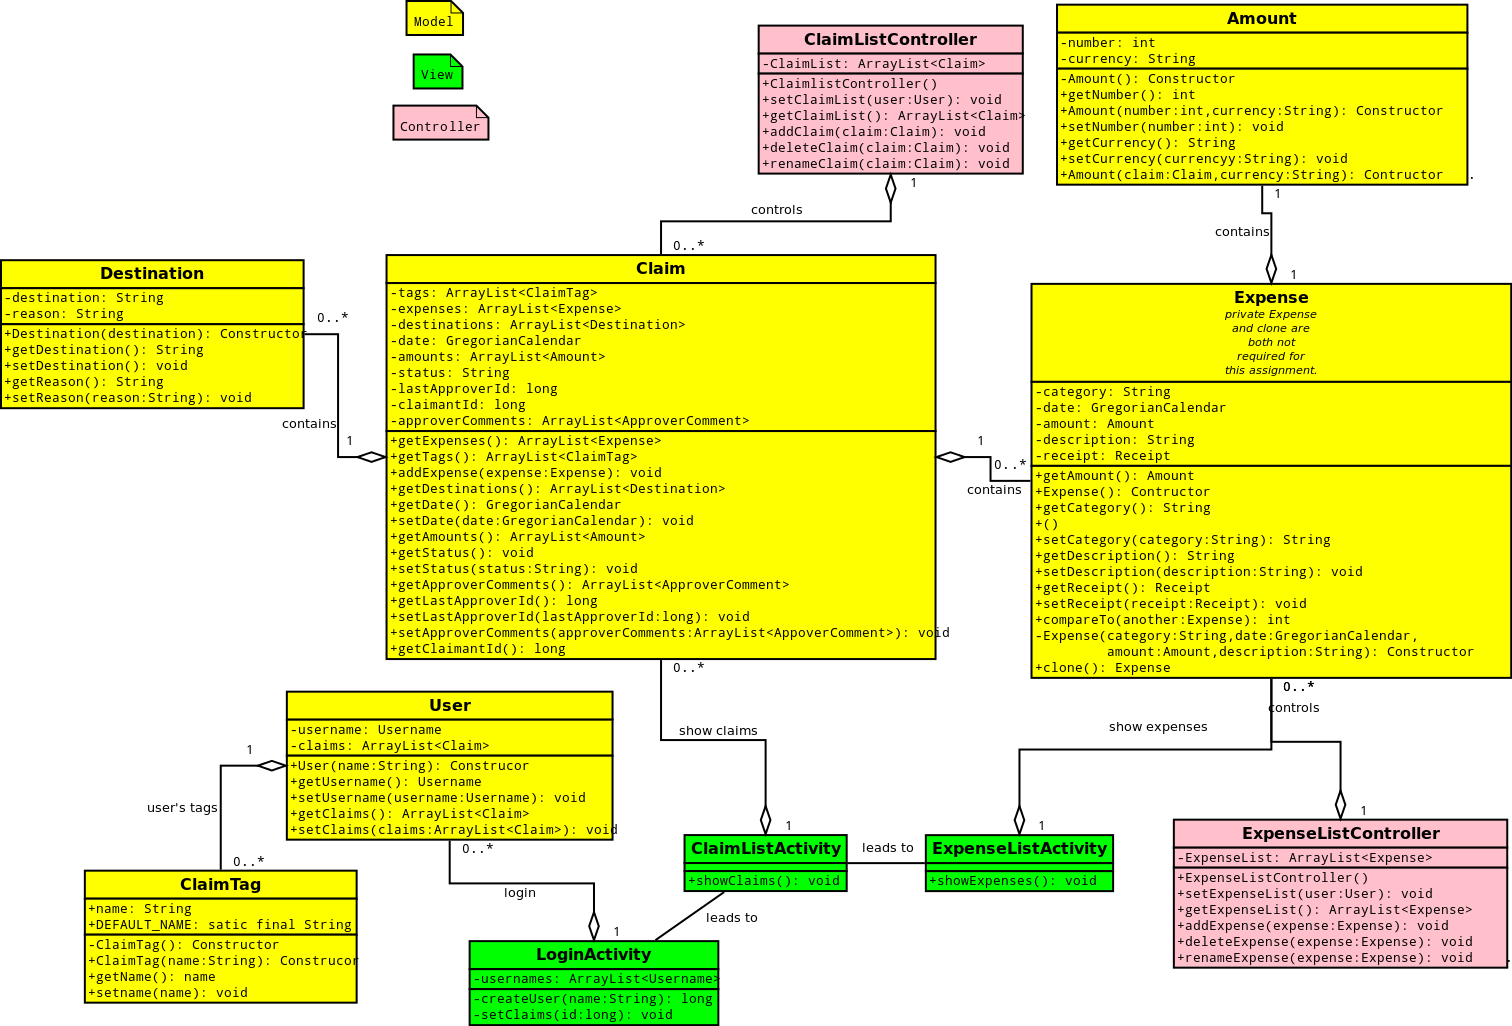 Model
View
Controller
ClaimListController
-ClaimList: ArrayList<Claim>
+ClaimlistController()
+setClaimList(user:User): void
+getClaimList(): ArrayList<Claim>
+addClaim(claim:Claim): void
+deleteClaim(claim:Claim): void
+renameClaim(claim:Claim): void
Amount
-number: int
-currency: String
-Amount(): Constructor
+getNumber(): int
+Amount(number:int,currency:String): Constructor
+setNumber(number:int): void
+getCurrency(): String
+setCurrency(currencyy:String): void
+Amount(claim:Claim,currency:String): Contructor
.
1
controls
0..*
1
contains
1
Destination
-destination: String
-reason: String
+Destination(destination): Constructor
+getDestination(): String
+setDestination(): void
+getReason(): String
+setReason(reason:String): void
0..*
contains
1
Claim
-tags: ArrayList<ClaimTag>
-expenses: ArrayList<Expense>
-destinations: ArrayList<Destination>
-date: GregorianCalendar
-amounts: ArrayList<Amount>
-status: String
-lastApproverId: long
-claimantId: long
-approverComments: ArrayList<ApproverComment>
+getExpenses(): ArrayList<Expense>
+getTags(): ArrayList<ClaimTag>
+addExpense(expense:Expense): void
+getDestinations(): ArrayList<Destination>
+getDate(): GregorianCalendar
+setDate(date:GregorianCalendar): void
+getAmounts(): ArrayList<Amount>
+getStatus(): void
+setStatus(status:String): void
+getApproverComments(): ArrayList<ApproverComment>
+getLastApproverId(): long
+setLastApproverId(lastApproverId:long): void
+setApproverComments(approverComments:ArrayList<AppoverComment>): void
+getClaimantId(): long
1
0..*
contains
Expense
private Expense
and clone are
both not
required for
this assignment.
-category: String
-date: GregorianCalendar
-amount: Amount
-description: String
-receipt: Receipt
+getAmount(): Amount
+Expense(): Contructor
+getCategory(): String
+()
+setCategory(category:String): String
+getDescription(): String
+setDescription(description:String): void
+getReceipt(): Receipt
+setReceipt(receipt:Receipt): void
+compareTo(another:Expense): int
-Expense(category:String,date:GregorianCalendar,
amount:Amount,description:String): Constructor
+clone(): Expense
0..*
show claims
1
0..*
controls
show expenses
1
1
User
-username: Username
-claims: ArrayList<Claim>
+User(name:String): Construcor
+getUsername(): Username
+setUsername(username:Username): void
+getClaims(): ArrayList<Claim>
+setClaims(claims:ArrayList<Claim>): void
1
user's tags
0..*
0..*
login
1
ClaimTag
+name: String
+DEFAULT_NAME: satic final String
-ClaimTag(): Constructor
+ClaimTag(name:String): Construcor
+getName(): name
+setname(name): void
ClaimListActivity
+showClaims(): void
leads to
ExpenseListActivity
+showExpenses(): void
leads to
LoginActivity
-usernames: ArrayList<Username>
-createUser(name:String): long
-setClaims(id:long): void
ExpenseListController
-ExpenseList: ArrayList<Expense>
+ExpenseListController()
+setExpenseList(user:User): void
+getExpenseList(): ArrayList<Expense>
+addExpense(expense:Expense): void
+deleteExpense(expense:Expense): void
+renameExpense(expense:Expense): void
.